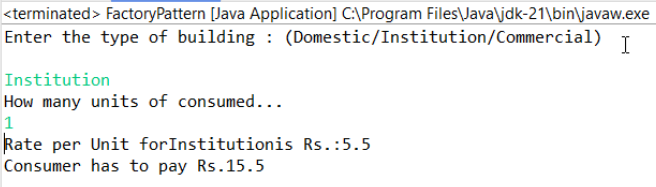 <terminated> FactoryPattern [Java Application] C:\Program Files\Java\jdk-21\bin\javaw.exe
Enter the type of building : (Domestic/Institution/Commercial)
Institution
How many units of consumed...
1
Rate per Unit forInstitutionis Rs.:5.5
Consumer has to pay Rs.15.5